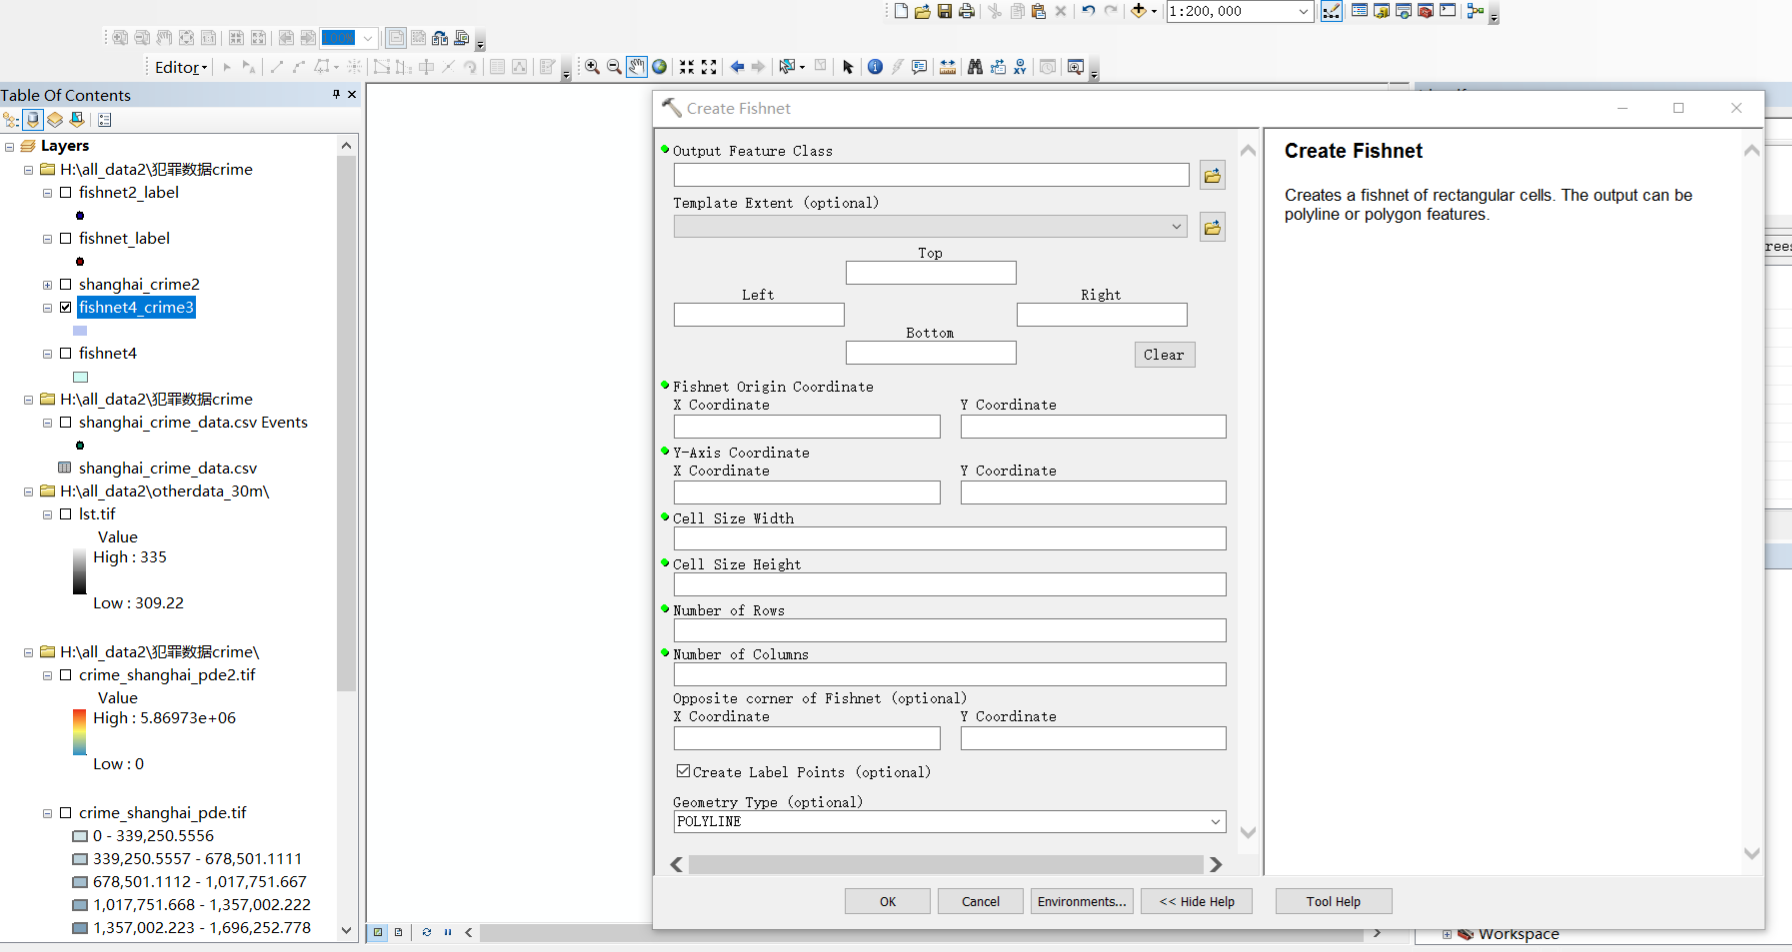 1:200,000
100%
Editor
Table Of Contents
Layers
H:\all_data2\犯罪数据crime
fishnet2_label
fishnet_label
shanghai_crime2
fishnet4_crime3
fishnet4
H:\all_data2\犯罪数据crime
shanghai_crime_data.csv Events
shanghai_crime_data.csv
H:\all_data2\otherdata_30m\
lst.tif
Value
High : 335
Low : 309.22
H:\all_data2\犯罪数据crime\
crime_shanghai_pde2.tif
Value
High : 5.86973e+06
Low : 0
crime_shanghai_pde.tif
0 - 339,250.5556
339,250.5557 - 678,501.1111
678,501.1112 - 1,017,751.667
1,017,751.668 - 1,357,002.222
1,357,002.223 - 1,696,252.778
Create Fishnet
Output Feature Class
Template Extent (optional)
Top
Left
Right
Bottom
Clear
Fishnet Origin Coordinate
X Coordinate
Y Coordinate
Y-Axis Coordinate
X Coordinate
Y Coordinate
Cell Size Width
Cell Size Height
Number of Rows
Number of Columns
Opposite corner of Fishnet (optional)
X Coordinate
Y Coordinate
Create Label Points (optional)
Geometry Type (optional)
POLYLINE
OK
Cancel
Environments...
<< Hide Help
Tool Help
Create Fishnet
Creates a fishnet of rectangular cells. The output can be
polyline or polygon features.
rees
Workspace